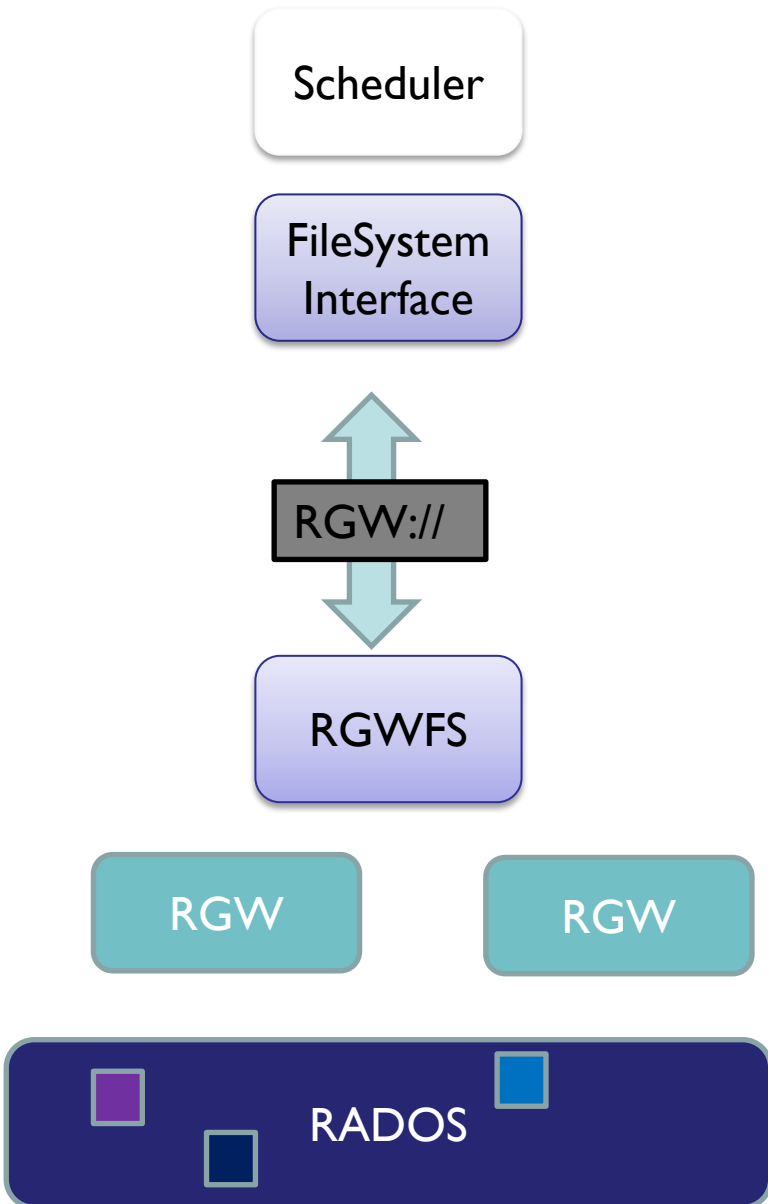 Scheduler
FileSystem
Interface
RGW://
RGWFS
RGW
RGW
RADOS